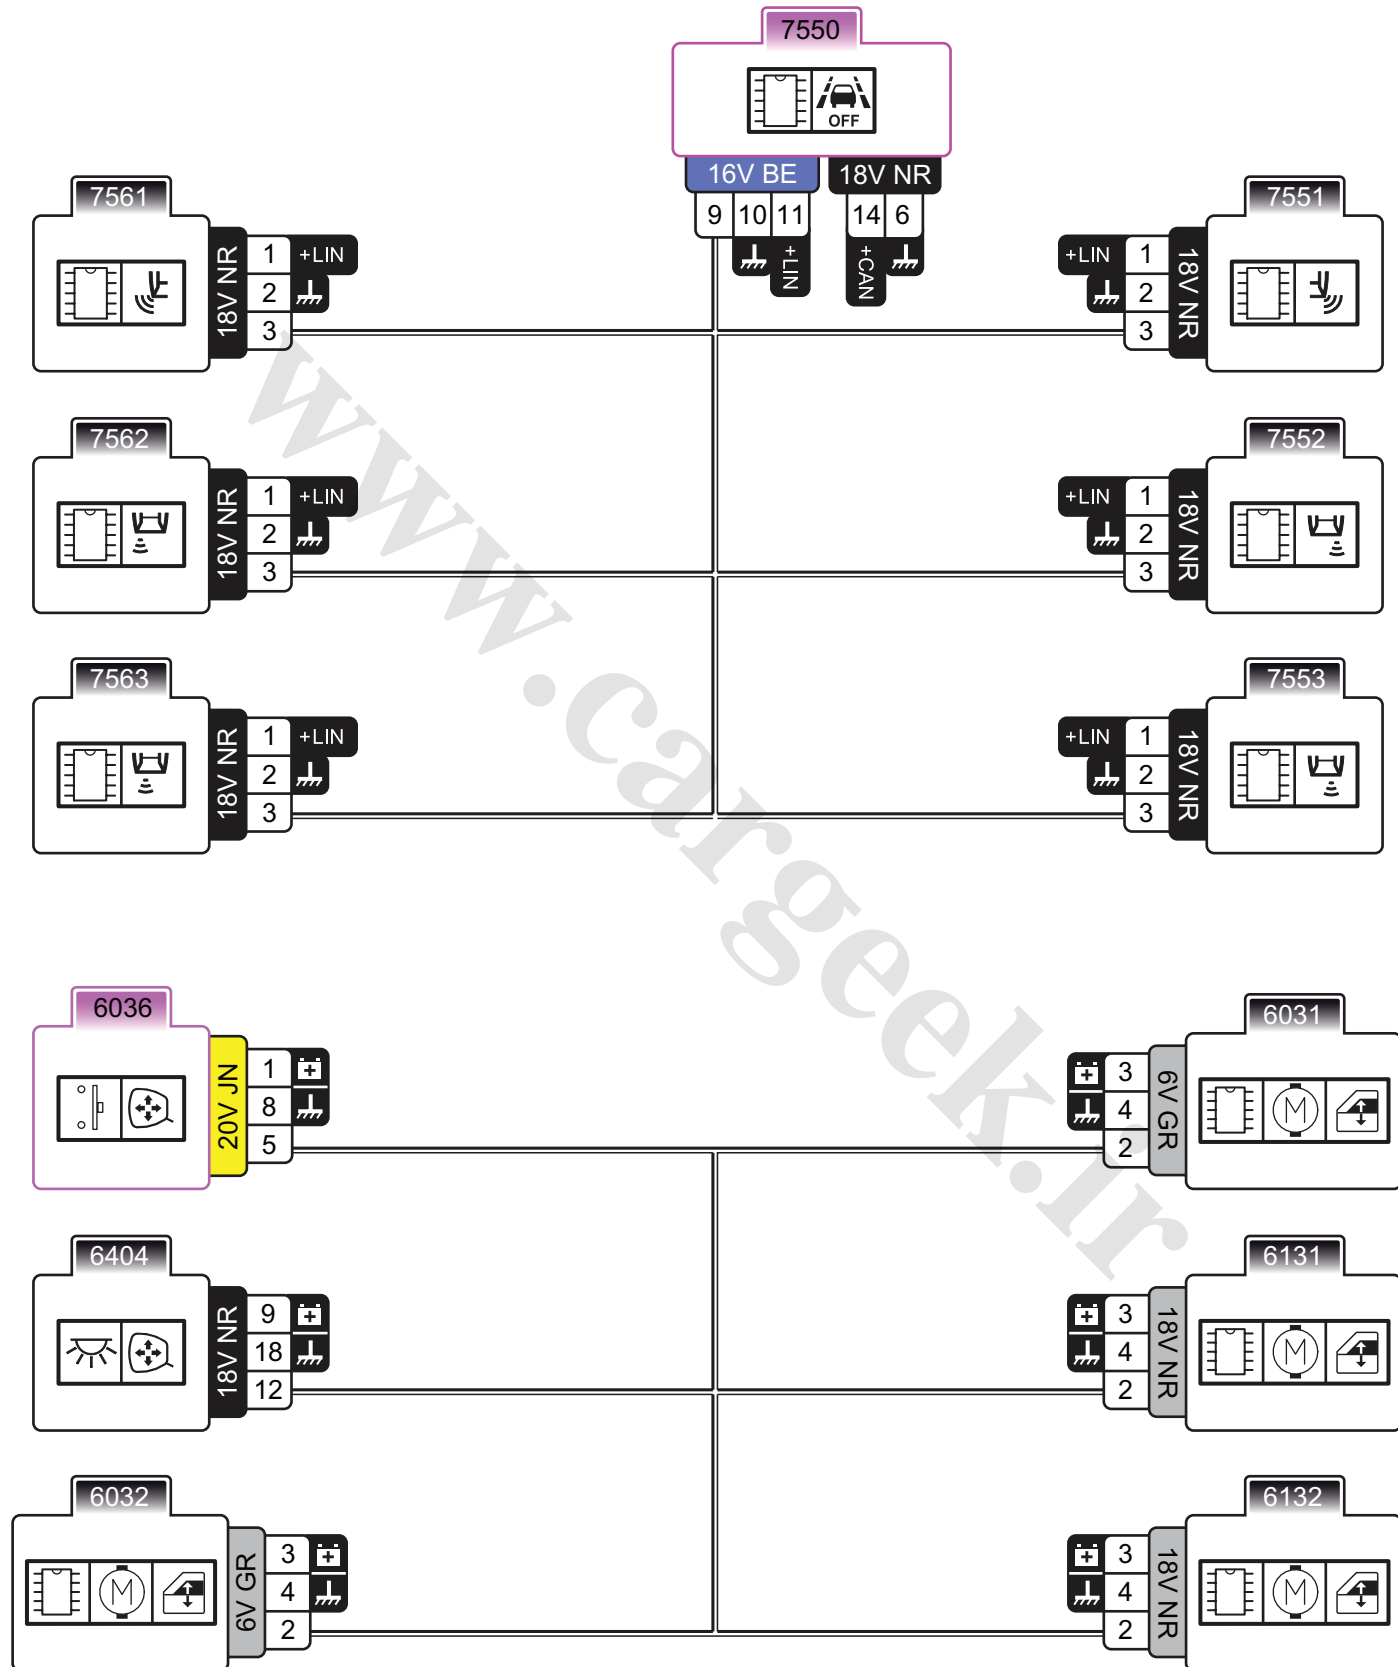 7550
OFF
16V BE
18V NR
9 10 11
14 6
+LIN
+CAN
7561
18V NR
1 +LIN
2
3
7551
+LIN 1
2
3
18V NR
7562
18V NR
1 +LIN
2
3
7552
+LIN 1
2
3
18V NR
7563
18V NR
1 +LIN
2
3
7553
+LIN 1
2
3
18V NR
www.cargeek.ir
6036
20V JN
1
8
5
6031
3
4
2
6V GR
M
6404
18V NR
9
18
12
6131
3
4
2
18V NR
M
6032
M
6V GR
3
4
2
6132
3
4
2
18V NR
M